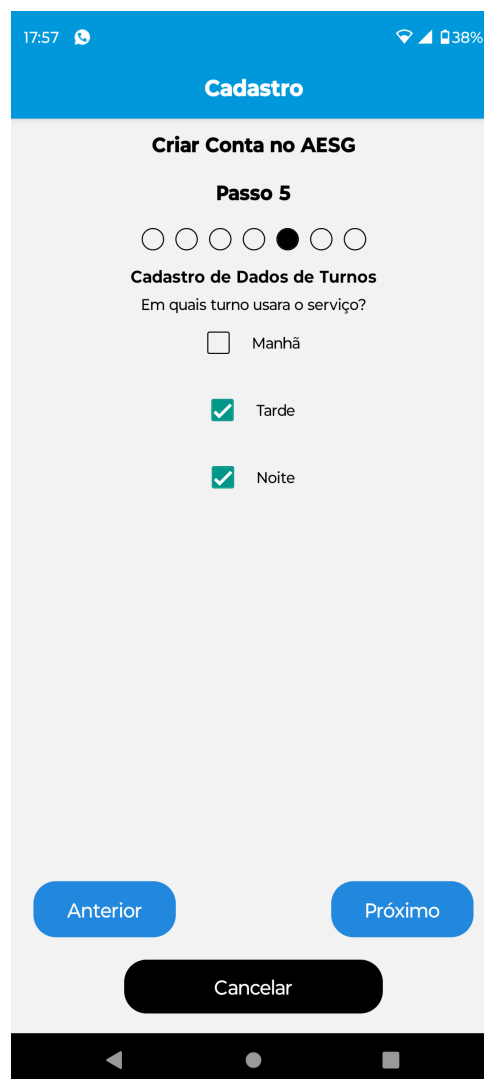 17:57 38%
Cadastro
Criar Conta no AESG
Passo 5
Cadastro de Dados de Turnos
Em quais turno usara o serviço?
Manhã
Tarde
Noite
Anterior Próximo
Cancelar